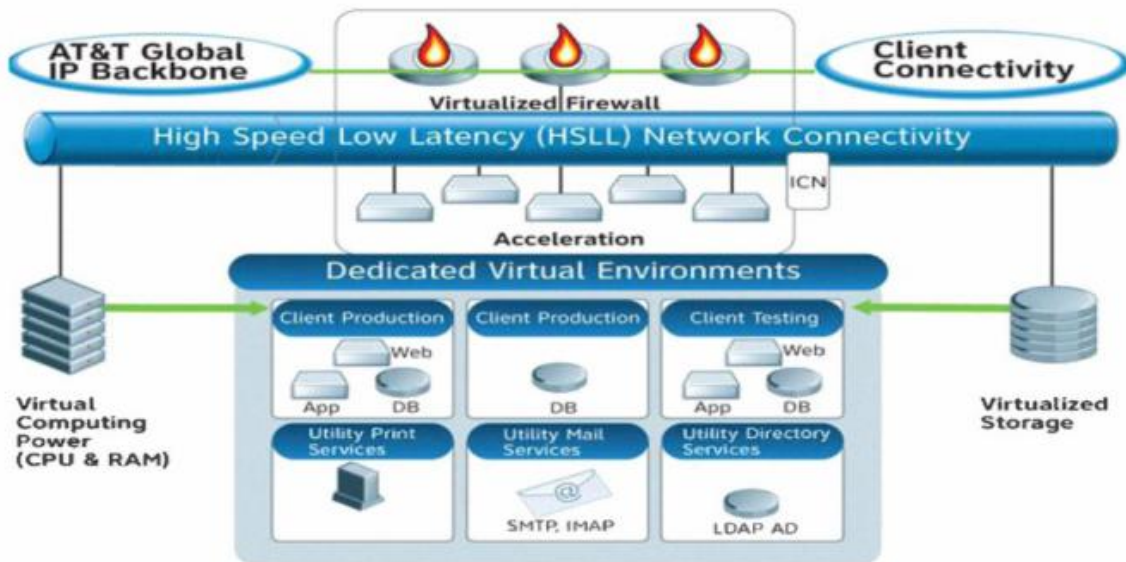 AT&T Global
IP Backbone
Client
Connectivity
Virtualized Firewall
High Speed Low Latency (HSLL) Network Connectivity
ICN
Acceleration
Dedicated Virtual Environments
Client Production
Client Production
Client Testing
Web
App
DB
DB
Web
App
DB
Virtual
Computing
Power
(CPU & RAM)
Virtualized
Storage
Utility Print
Services
Utility Mail
Services
Utility Directory
Services
@
SMTP, IMAP
LDAP AD